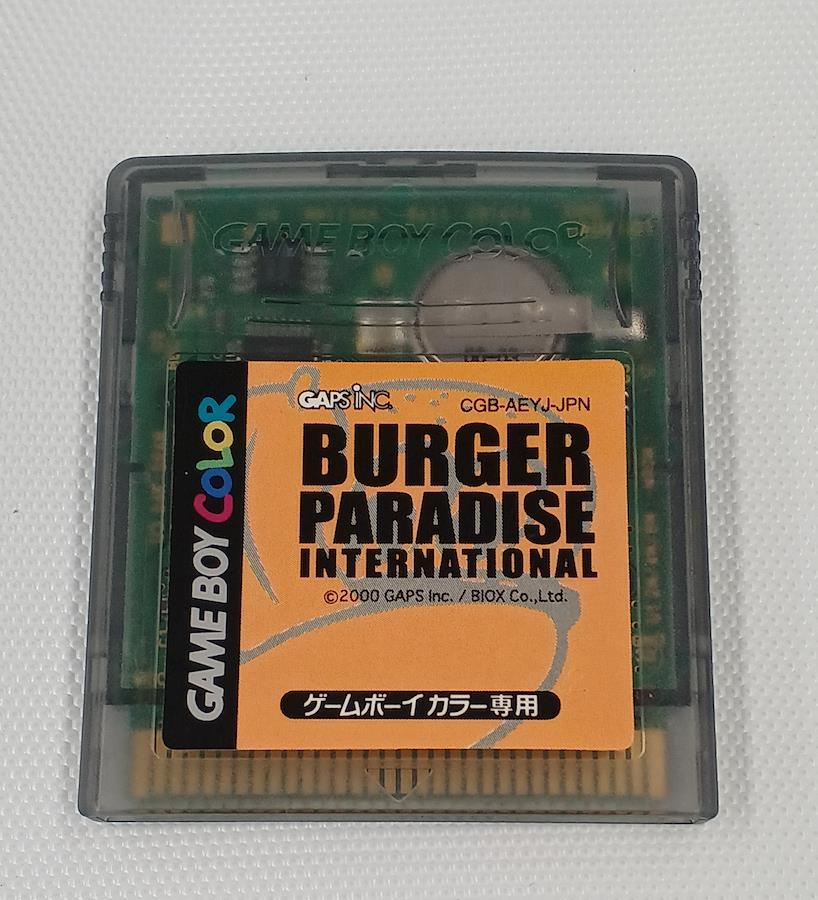 GAME BOY COLOR
GAME BOY COLOR
GAPS INC.
CGB-AEYJ-JPN
BURGER
PARADISE
INTERNATIONAL
©2000 GAPS Inc. / BIOX Co.,Ltd.
ゲームボーイカラー専用